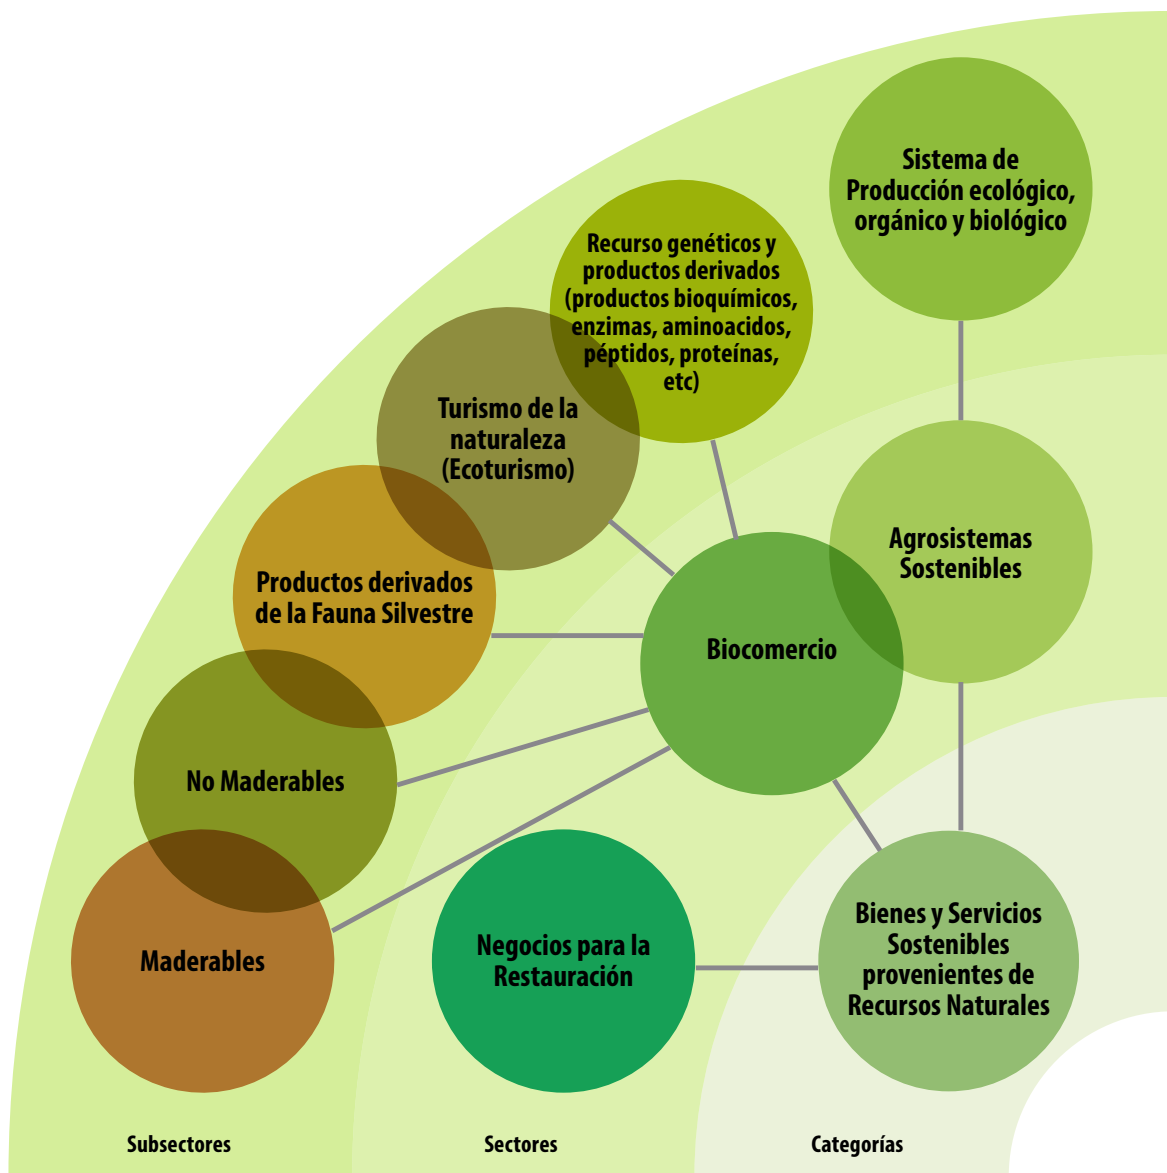 Sistema de
Producción ecológico,
orgánico y biológico
Recurso genéticos y
productos derivados
(productos bioquímicos,
enzimas, aminoacidos,
péptidos, proteínas,
etc)
Turismo de la
naturaleza
(Ecoturismo)
Agrosistemas
Sostenibles
Productos derivados
de la Fauna Silvestre
Biocomercio
No Maderables
Maderables
Negocios para la
Restauración
Bienes y Servicios
Sostenibles
provenientes de
Recursos Naturales
Subsectores
Sectores
Categorías